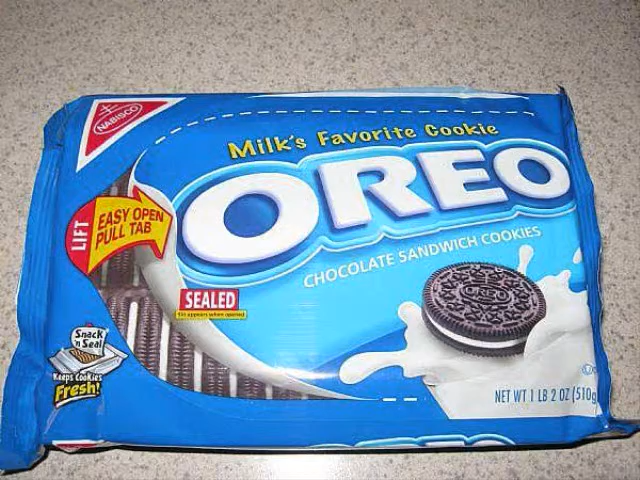 NABISCO
Milk's Favorite Cookie
OREO
CHOCOLATE SANDWICH COOKIES
LIFT
EASY OPEN
PULL TAB
SEALED
Snack
'n Seal
Keeps Cookies
Fresh!
NET WT 1 LB 2 OZ (510g